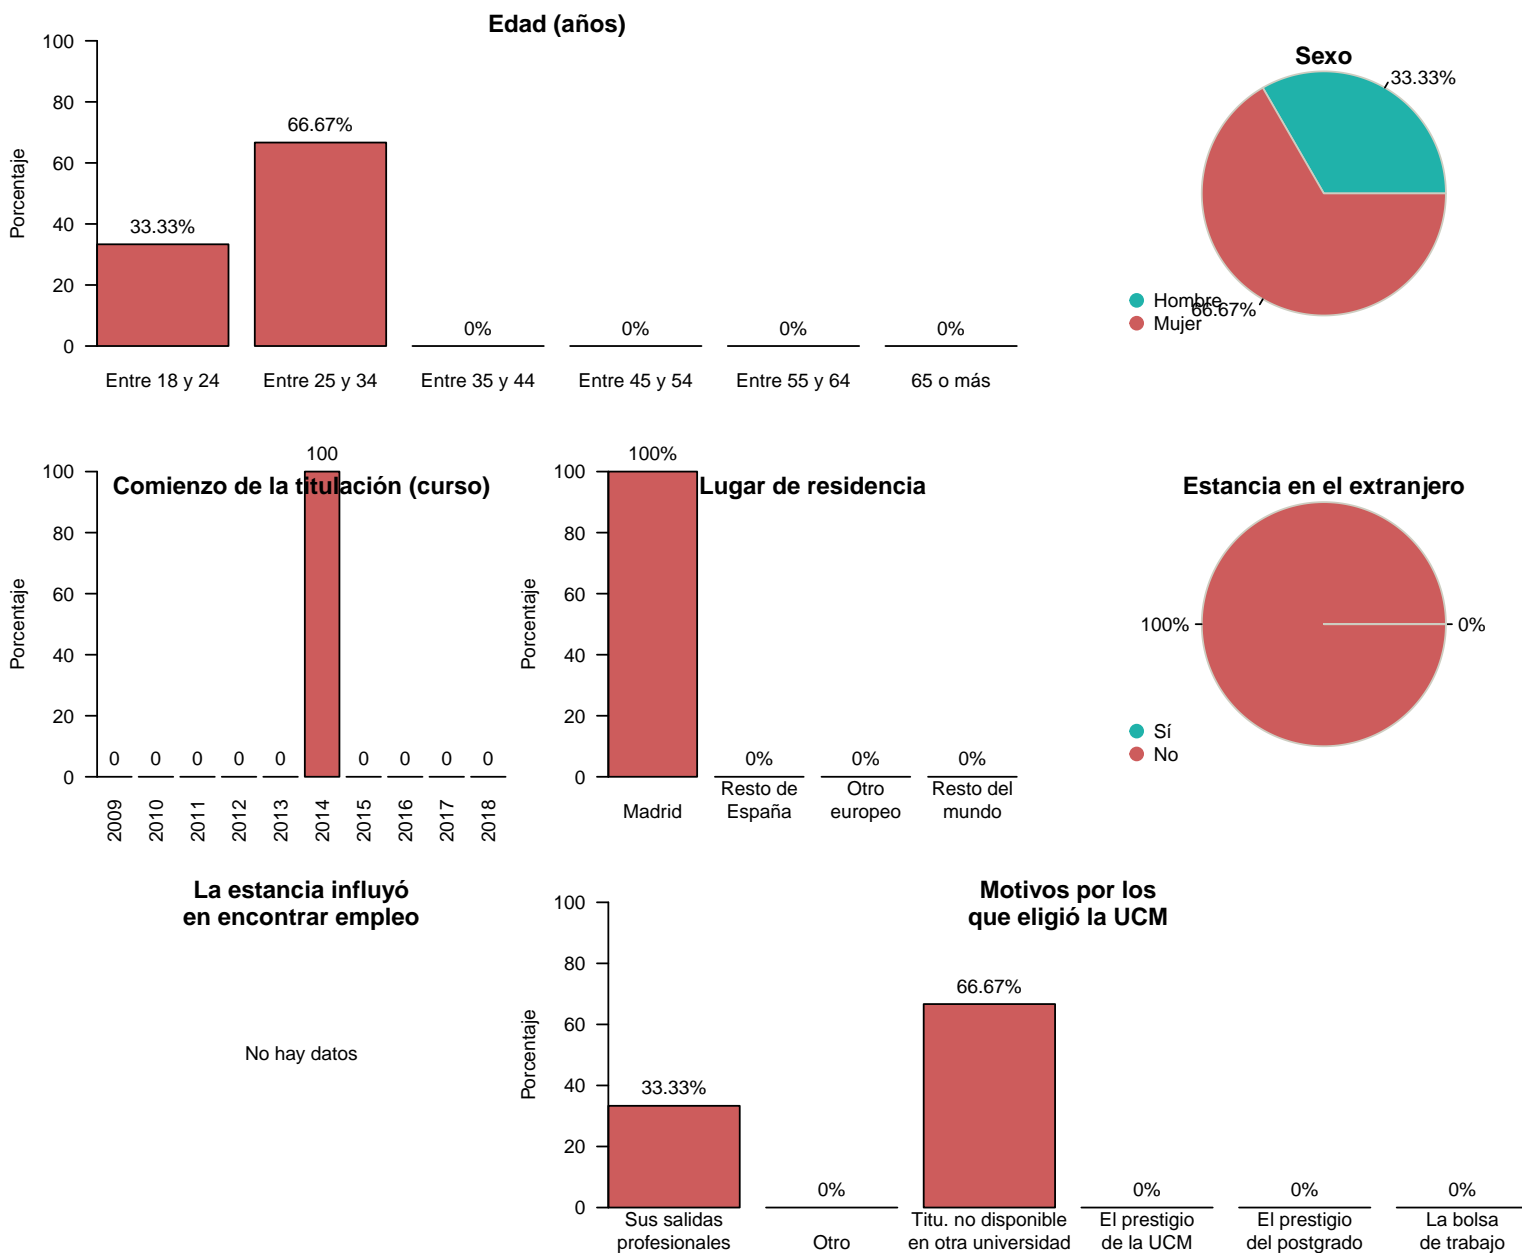 Edad (años)
Porcentaje
100
80
60
40
20
0
33.33%
66.67%
0%
0%
0%
0%
Entre 18 y 24
Entre 25 y 34
Entre 35 y 44
Entre 45 y 54
Entre 55 y 64
65 o más
Sexo
33.33%
66.67%
Hombre
Mujer
Comienzo de la titulación (curso)
Porcentaje
100
80
60
40
20
0
0
0
0
0
0
100
0
0
0
0
2009
2010
2011
2012
2013
2014
2015
2016
2017
2018
Lugar de residencia
Porcentaje
100
80
60
40
20
0
100%
0%
0%
0%
Madrid
Resto de
España
Otro
europeo
Resto del
mundo
Estancia en el extranjero
100%
0%
Sí
No
La estancia influyó
en encontrar empleo
No hay datos
Motivos por los
que eligió la UCM
Porcentaje
100
80
60
40
20
0
33.33%
0%
66.67%
0%
0%
0%
Sus salidas
profesionales
Otro
Titu. no disponible
en otra universidad
El prestigio
de la UCM
El prestigio
del postgrado
La bolsa
de trabajo